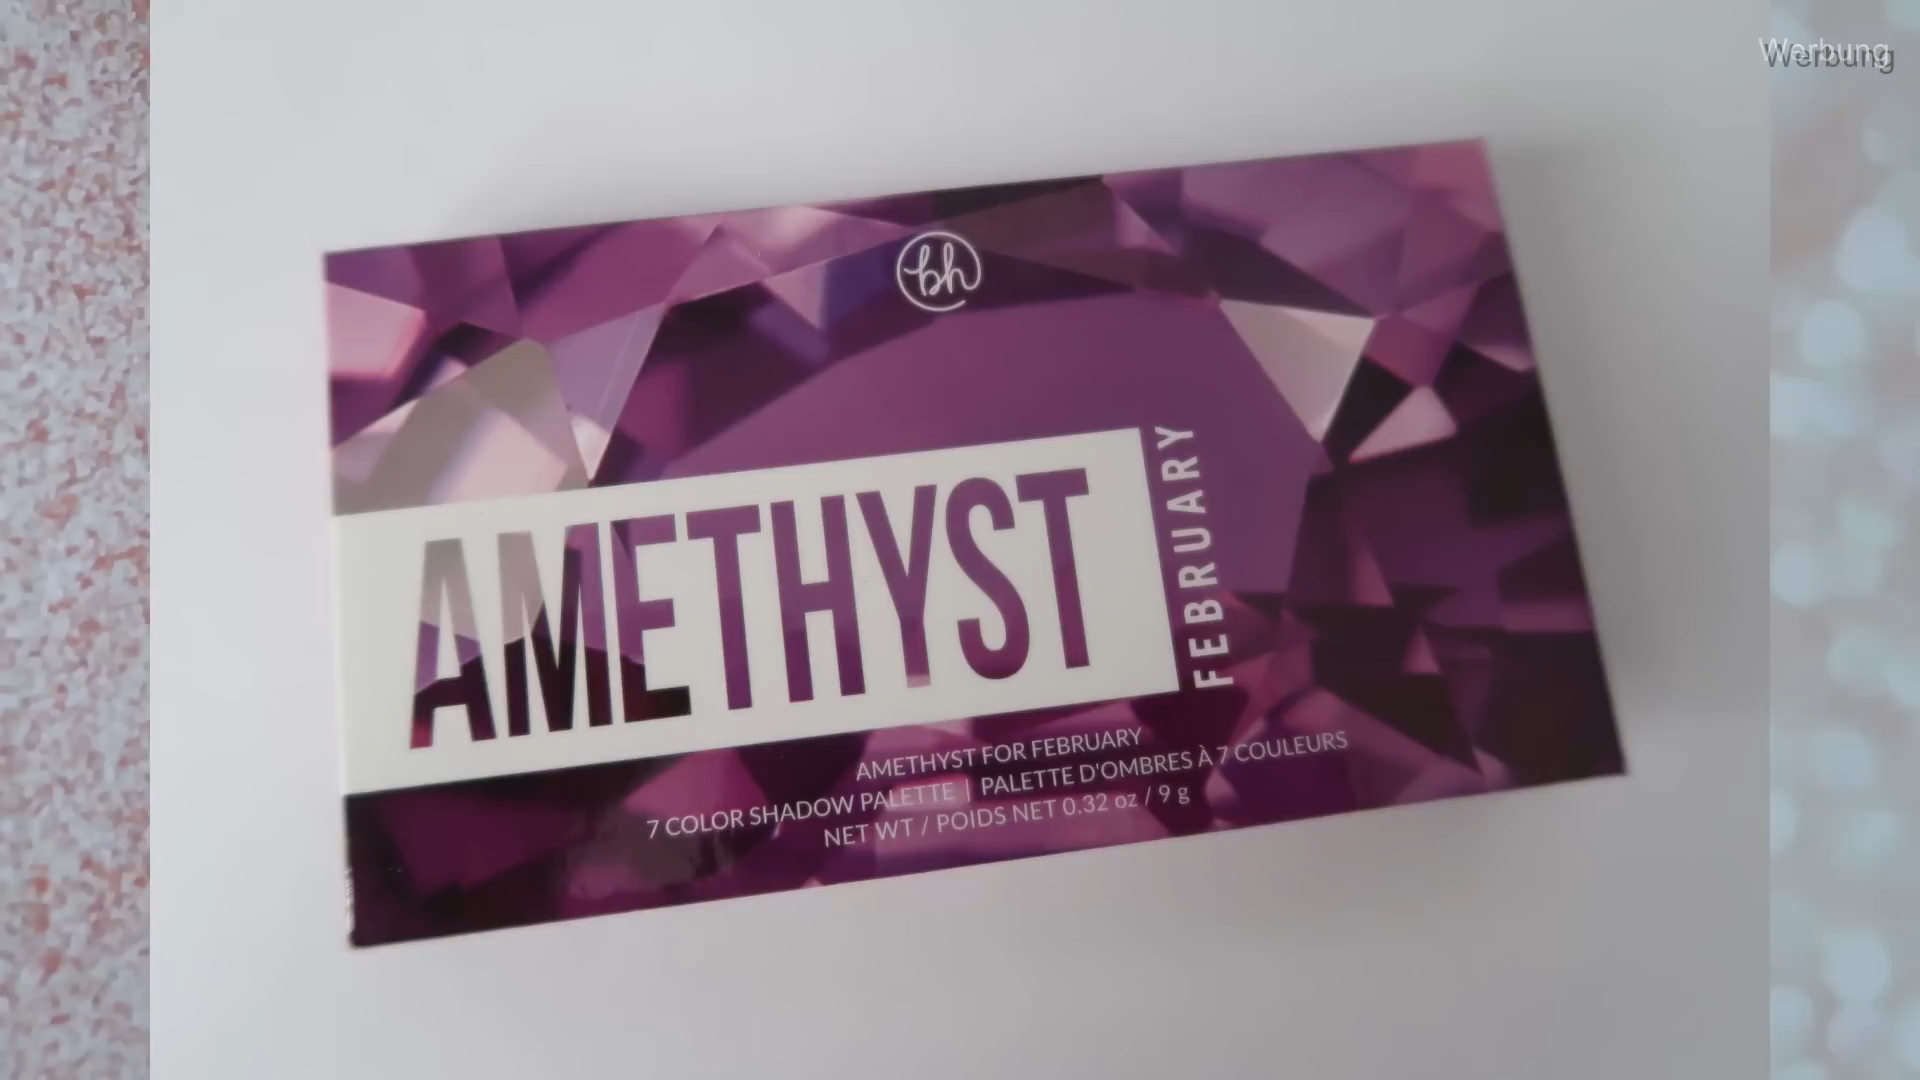 Werbung
bh
AMETHYST
FEBRUARY
AMETHYST FOR FEBRUARY
7 COLOR SHADOW PALETTE | PALETTE D'OMBRES À 7 COULEURS
NET WT / POIDS NET 0.32 oz / 9 g